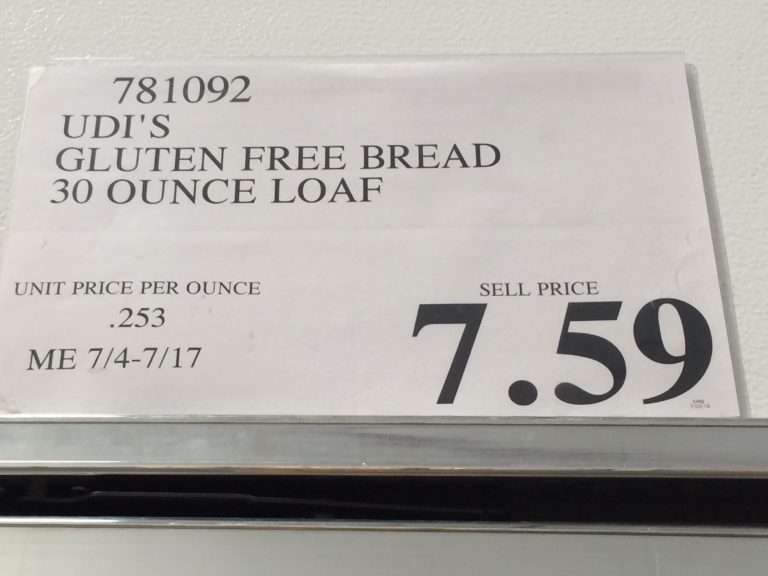 781092
UDI'S
GLUTEN FREE BREAD
30 OUNCE LOAF
UNIT PRICE PER OUNCE
.253
ME 7/4-7/17
SELL PRICE
7.59